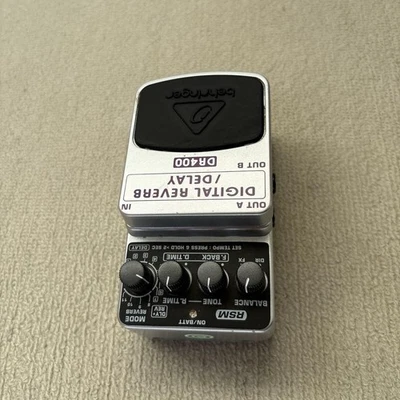 RSM
ON/BATT
DLY+
REV
MODE
BALANCE
TONE
R.TIME
REVERB
DIR
FX
F.BACK
D.TIME
DELAY
SET TEMPO: PRESS & HOLD >2 SEC
OUT A
IN
DIGITAL REVERB
/ DELAY
OUT B
DR400
behringer